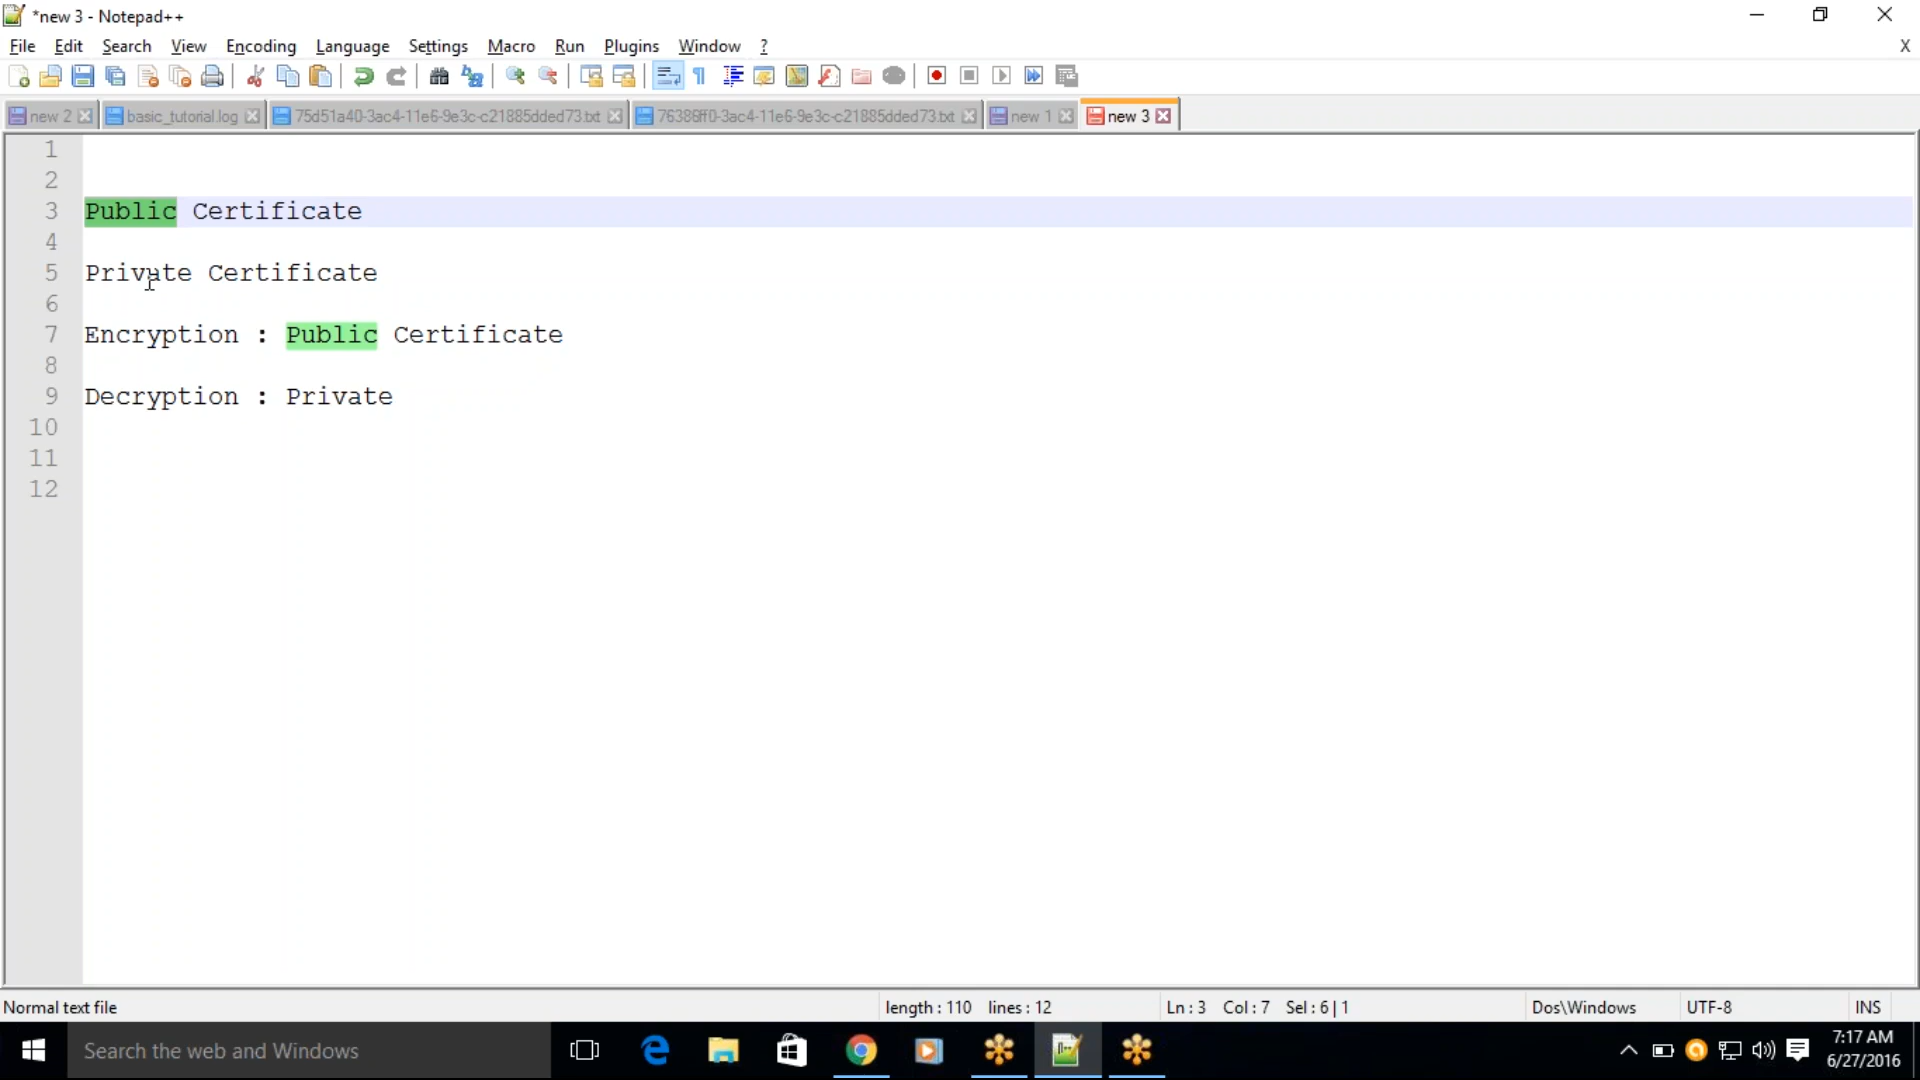 *new 3 - Notepad++
File Edit Search View Encoding Language Settings Macro Run Plugins Window ?
X
new 2 basic_tutorial.log 75d51a40-3ac4-11e6-9e3c-c21885dded73.txt 76386ff0-3ac4-11e6-9e3c-c21885dded73.txt new 1 new 3
1
2
3 Public Certificate
4
5 Private Certificate
6
7 Encryption : Public Certificate
8
9 Decryption : Private
10
11
12
Normal text file length : 110 lines : 12 Ln : 3 Col : 7 Sel : 6 | 1 Dos\Windows UTF-8 INS
Search the web and Windows
7:17 AM
6/27/2016